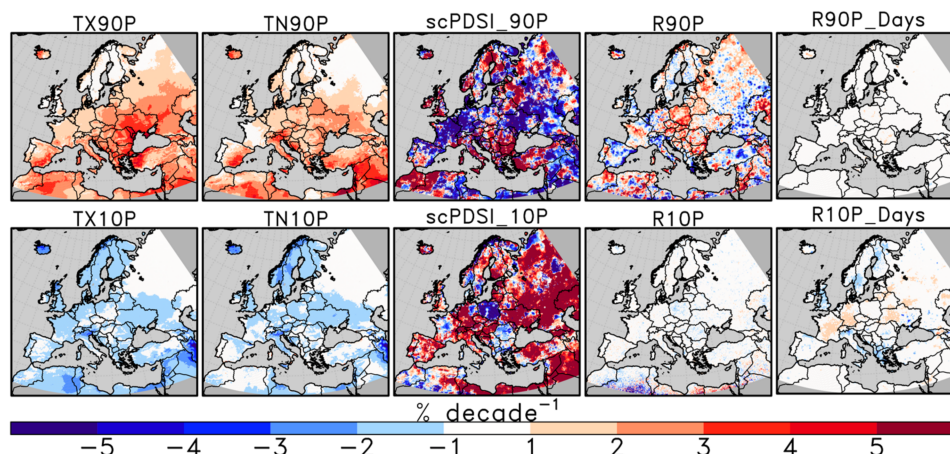 TX90P TN90P scPDSI_90P R90P R90P_Days
TX10P TN10P scPDSI_10P R10P R10P_Days
% decade⁻¹
−5 −4 −3 −2 −1 1 2 3 4 5